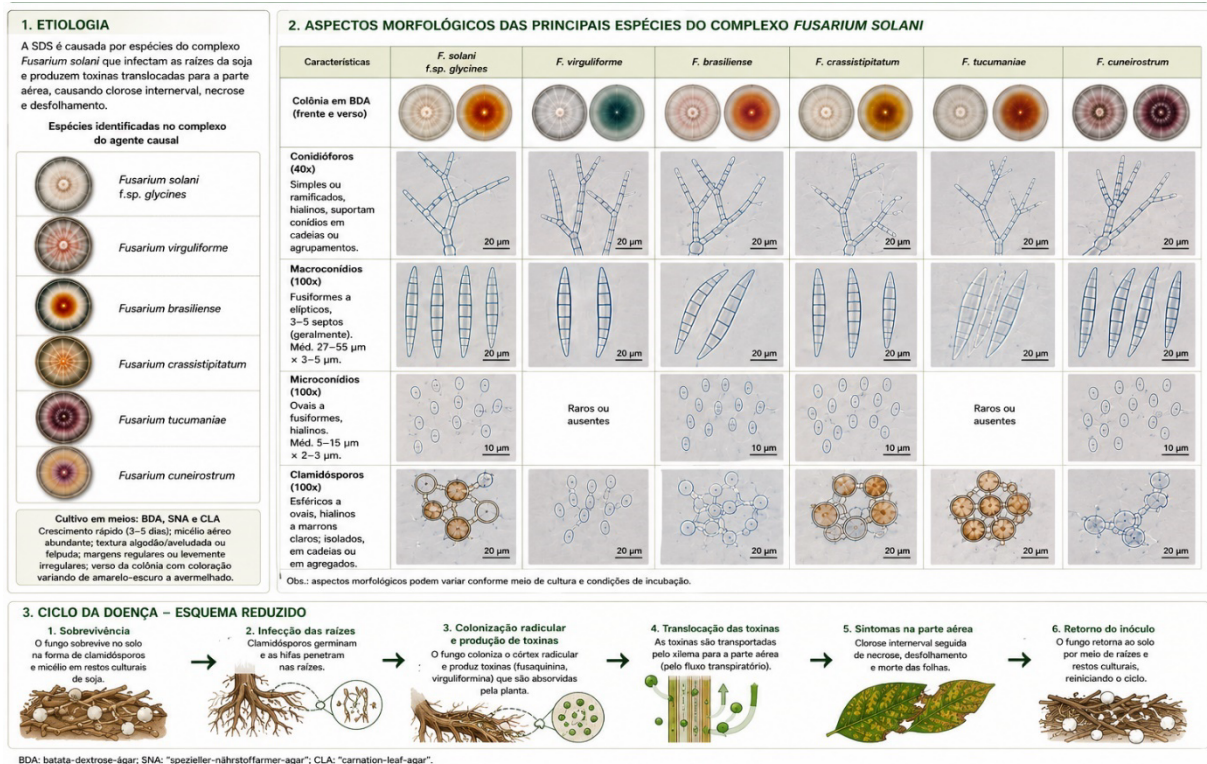 1. ETIOLOGIA
A SDS é causada por espécies do complexo
Fusarium solani que infectam as raízes da soja
e produzem toxinas translocadas para a parte
aérea, causando clorose internerval, necrose
e desfolhamento.
Espécies identificadas no complexo
do agente causal
Fusarium solani
f.sp. glycines
Fusarium virguliforme
Fusarium brasiliense
Fusarium crassistipitatum
Fusarium tucumaniae
Fusarium cuneirostrum
Cultivo em meios: BDA, SNA e CLA
Crescimento rápido (3–5 dias); micélio aéreo
abundante; textura algodão/aveludada ou
felpuda; margens regulares ou levemente
irregulares; verso da colônia com coloração
variando de amarelo-escuro a avermelhado.
2. ASPECTOS MORFOLÓGICOS DAS PRINCIPAIS ESPÉCIES DO COMPLEXO FUSARIUM SOLANI
Características
F. solani
f.sp. glycines
F. virguliforme
F. brasiliense
F. crassistipitatum
F. tucumaniae
F. cuneirostrum
Colônia em BDA
(frente e verso)
Conidióforos
(40x)
Simples ou
ramificados,
hialinos, suportam
conídios em
cadeias ou
agrupamentos.
20 µm
20 µm
20 µm
20 µm
20 µm
20 µm
Macroconídios
(100x)
Fusiformes a
elípticos,
3–5 septos
(geralmente).
Méd. 27–55 µm
× 3–5 µm.
20 µm
20 µm
20 µm
20 µm
20 µm
20 µm
Microconídios
(100x)
Ovais a
fusiformes,
hialinos.
Méd. 5–15 µm
× 2–3 µm.
10 µm
Raros ou
ausentes
10 µm
10 µm
Raros ou
ausentes
10 µm
Clamidósporos
(100x)
Esféricos a
ovais, hialinos
a marrons
claros; isolados,
em cadeias ou
em agregados.
20 µm
20 µm
20 µm
20 µm
20 µm
20 µm
Obs.: aspectos morfológicos podem variar conforme meio de cultura e condições de incubação.
3. CICLO DA DOENÇA – ESQUEMA REDUZIDO
1. Sobrevivência
O fungo sobrevive no solo
na forma de clamidósporos
e micélio em restos culturais
de soja.
2. Infecção das raízes
Clamidósporos germinam
e as hifas penetram
nas raízes.
3. Colonização radicular
e produção de toxinas
O fungo coloniza o córtex radicular
e produz toxinas (fusaquinina,
virguliformina) que são absorvidas
pela planta.
4. Translocação das toxinas
As toxinas são transportadas
pelo xilema para a parte aérea
(pelo fluxo transpiratório).
5. Sintomas na parte aérea
Clorose internerval seguida
de necrose, desfolhamento
e morte das folhas.
6. Retorno do inóculo
O fungo retorna ao solo
por meio de raízes e
restos culturais,
reiniciando o ciclo.
BDA: batata-dextrose-ágar; SNA: "spezieller-nährstoffarmer-agar"; CLA: "carnation-leaf-agar".